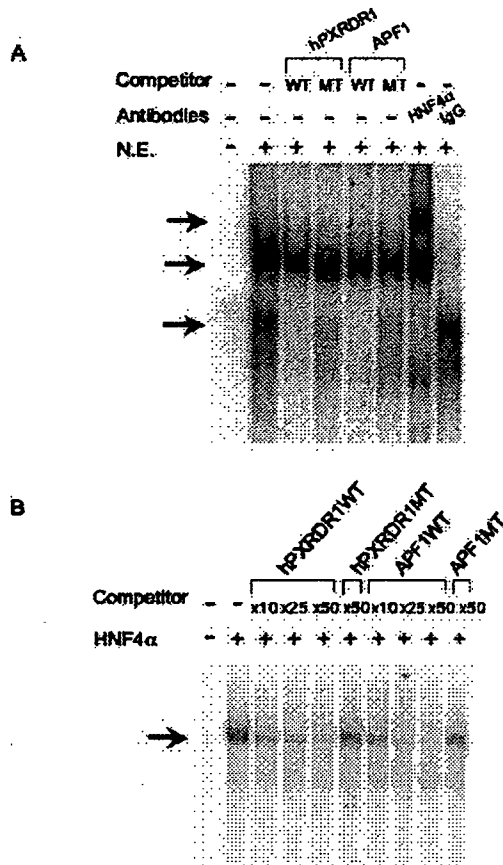 A
hPXRDR1 APF1
Competitor - - WT MT WT MT - -
Antibodies - - - - - - HNF4α IgG
N.E. - + + + + + + +
B
hPXRDR1WT hPXRDR1MT APF1WT APF1MT
Competitor - - x10 x25 x50 x50 x10 x25 x50 x50
HNF4α - + + + + + + + + +